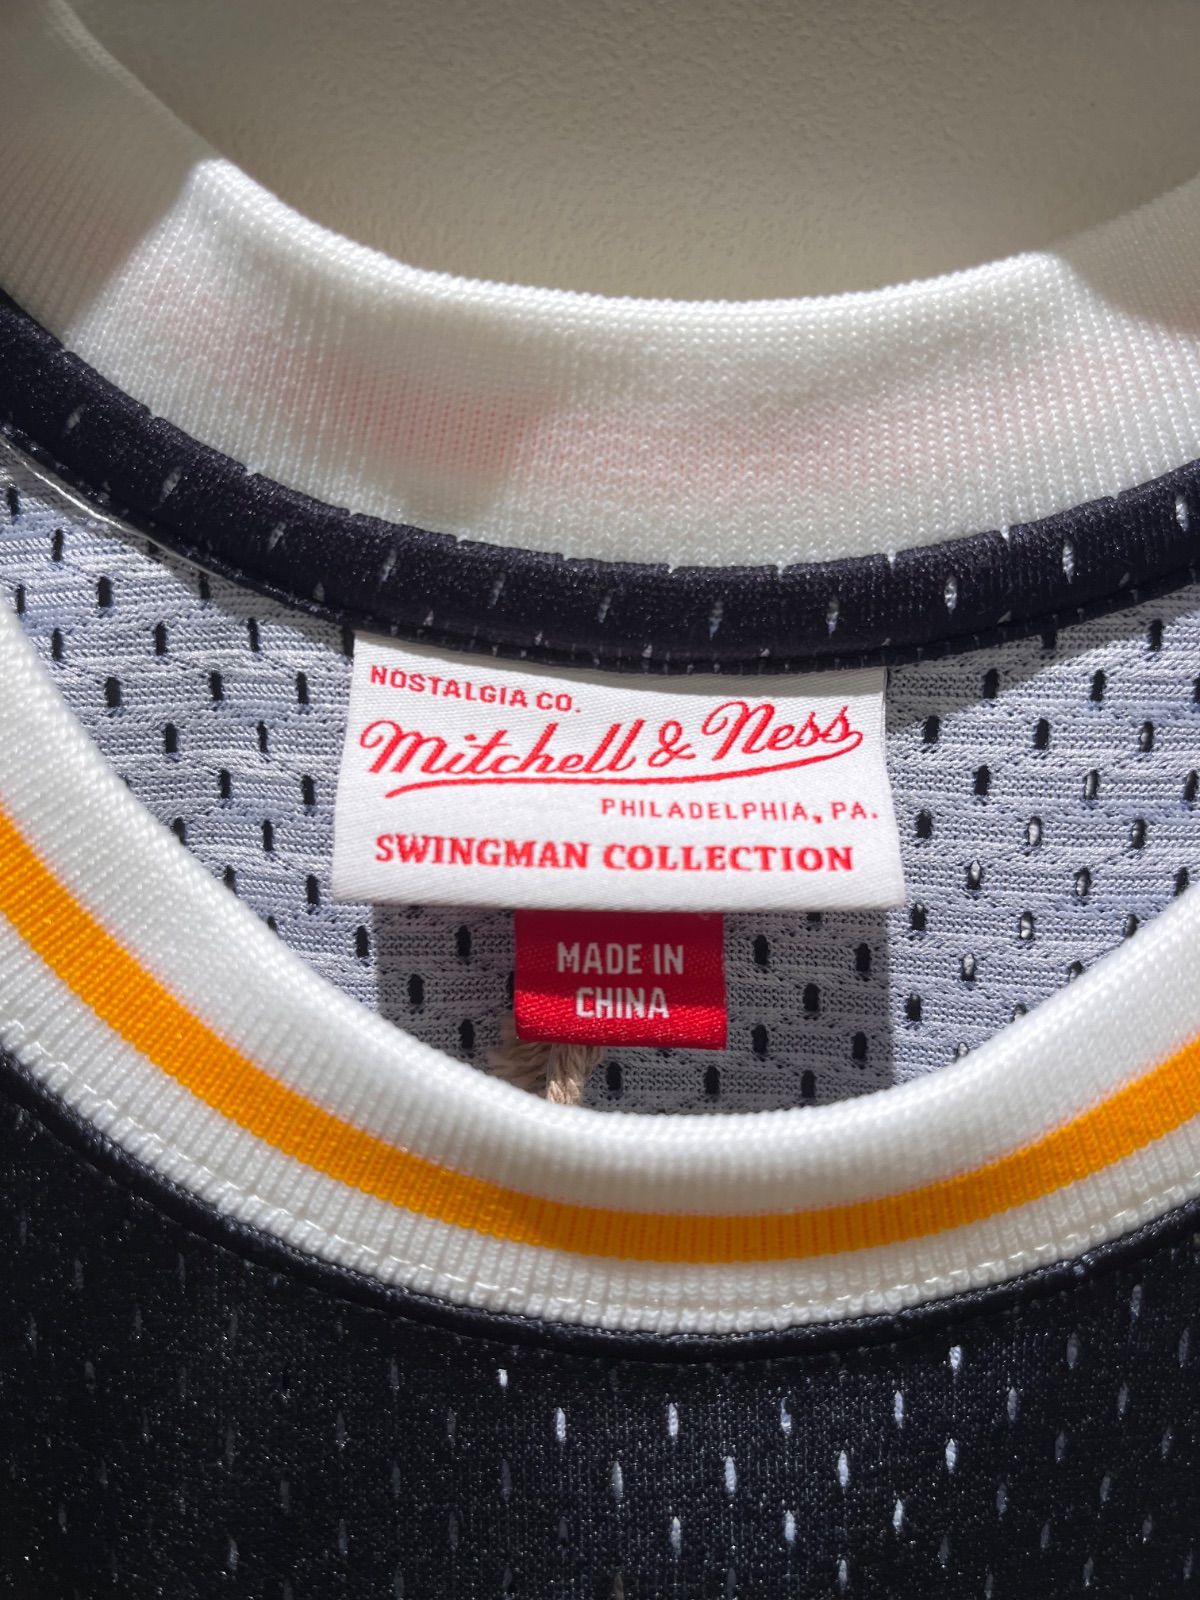 NOSTALGIA CO.
Mitchell & Ness
PHILADELPHIA, PA.
SWINGMAN COLLECTION
MADE IN
CHINA